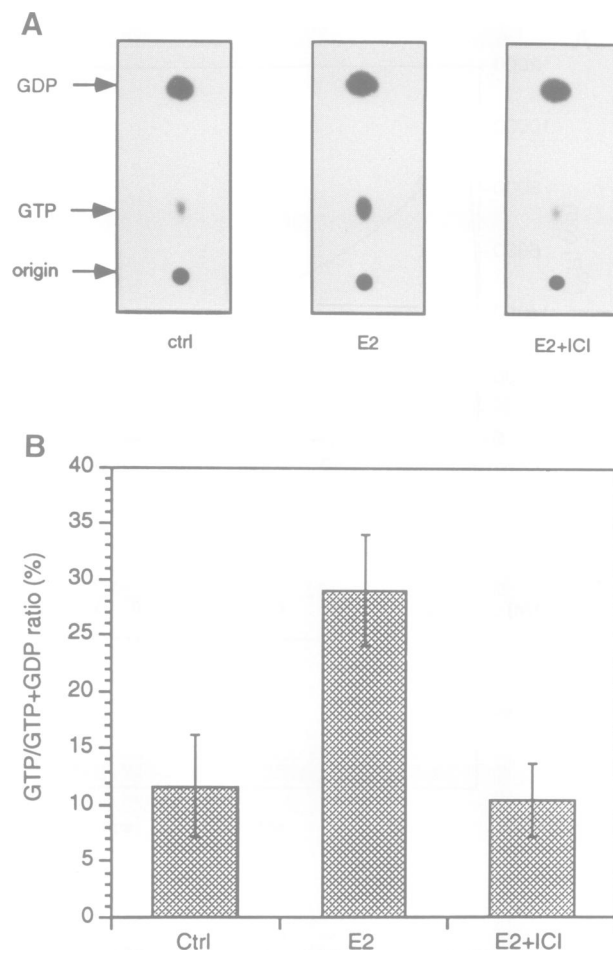 A
GDP
GTP
origin
ctrl
E2
E2+ICI
B
GTP/GTP+GDP ratio (%)
40
35
30
25
20
15
10
5
0
Ctrl
E2
E2+ICI